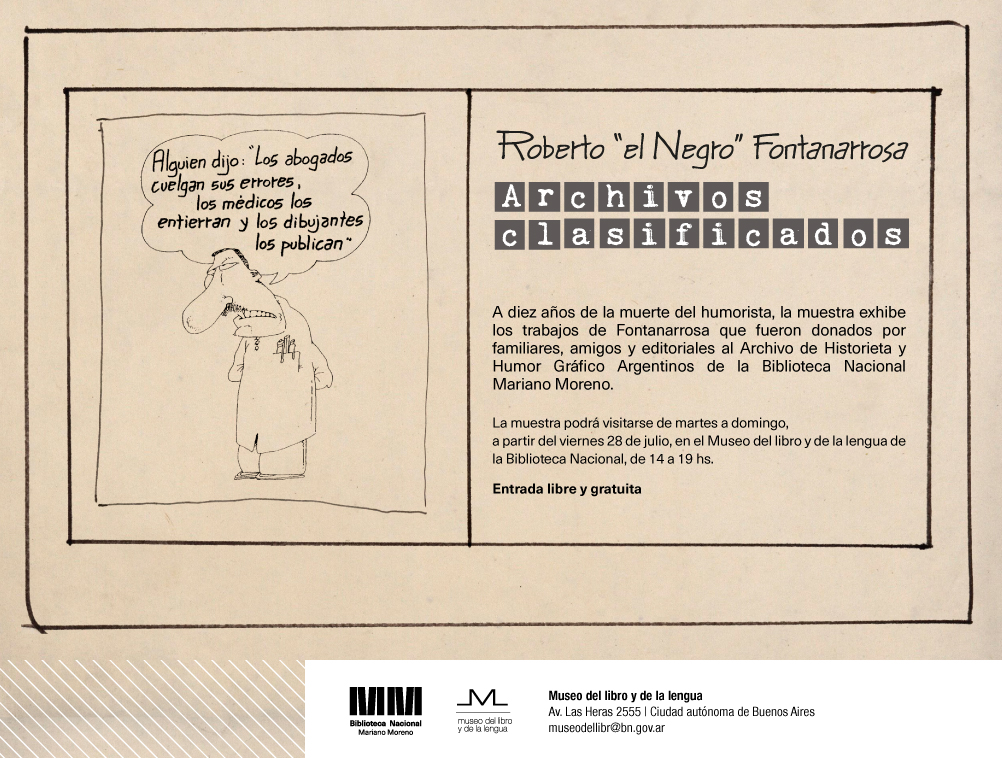 Alguien dijo: "Los abogados
cuelgan sus errores,
los médicos los
entierran y los dibujantes
los publican"
Roberto "el Negro" Fontanarrosa
Archivos
clasificados
A diez años de la muerte del humorista, la muestra exhibe
los trabajos de Fontanarrosa que fueron donados por
familiares, amigos y editoriales al Archivo de Historieta y
Humor Gráfico Argentinos de la Biblioteca Nacional
Mariano Moreno.
La muestra podrá visitarse de martes a domingo,
a partir del viernes 28 de julio, en el Museo del libro y de la lengua de
la Biblioteca Nacional, de 14 a 19 hs.
Entrada libre y gratuita
Biblioteca Nacional
Mariano Moreno
museo del libro
y de la lengua
Museo del libro y de la lengua
Av. Las Heras 2555 | Ciudad autónoma de Buenos Aires
museodellibr@bn.gov.ar